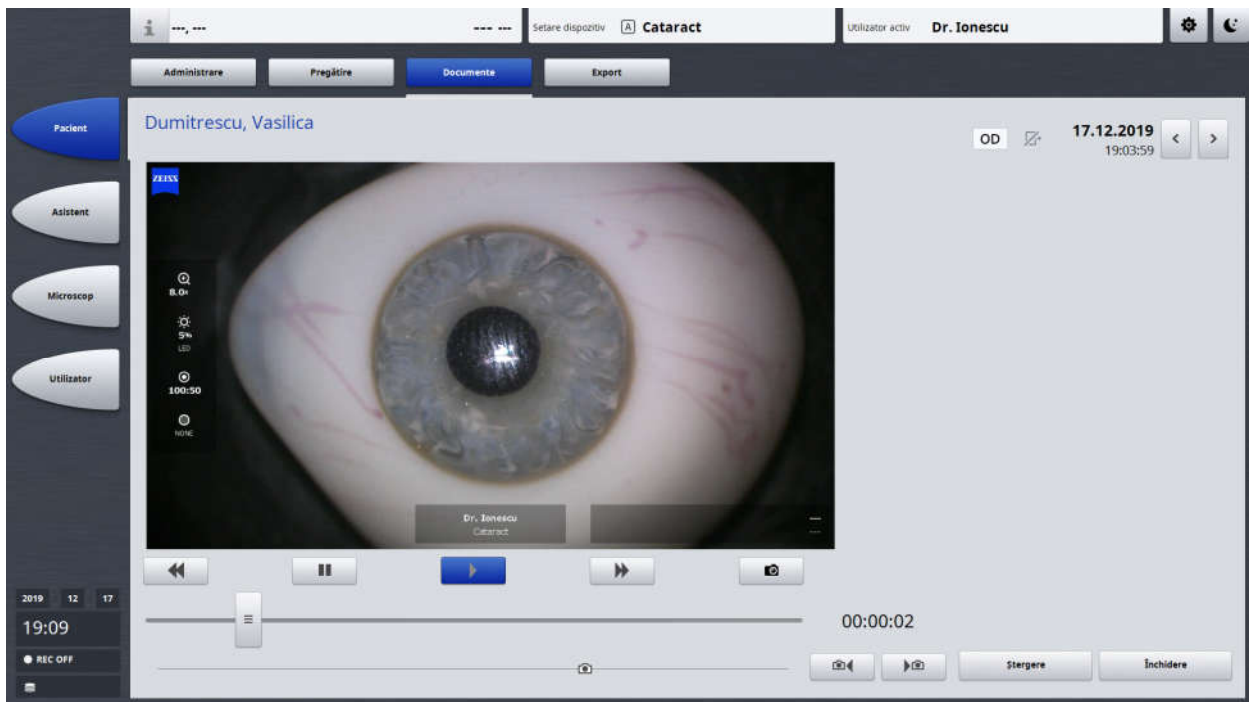 ---, ---
--- ---
Setare dispozitiv A Cataract
Utilizator activ Dr. Ionescu
Administrare
Pregătire
Documente
Export
Pacient
Asistent
Microscop
Utilizator
Dumitrescu, Vasilica
OD
17.12.2019
19:03:59
ZEISS
8.0x
5%
LED
100:50
NONE
Dr. Ionescu
Cataract
---
---
00:00:02
2019 12 17
19:09
REC OFF
Ștergere
Închidere